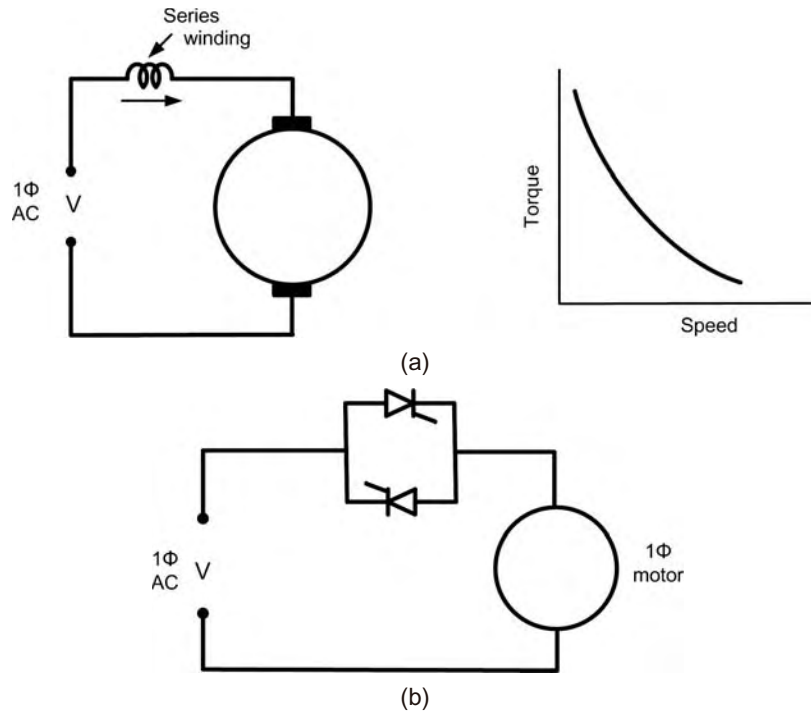 Series
winding
1Φ
AC
V
Torque
Speed
(a)
1Φ
AC
V
1Φ
motor
(b)